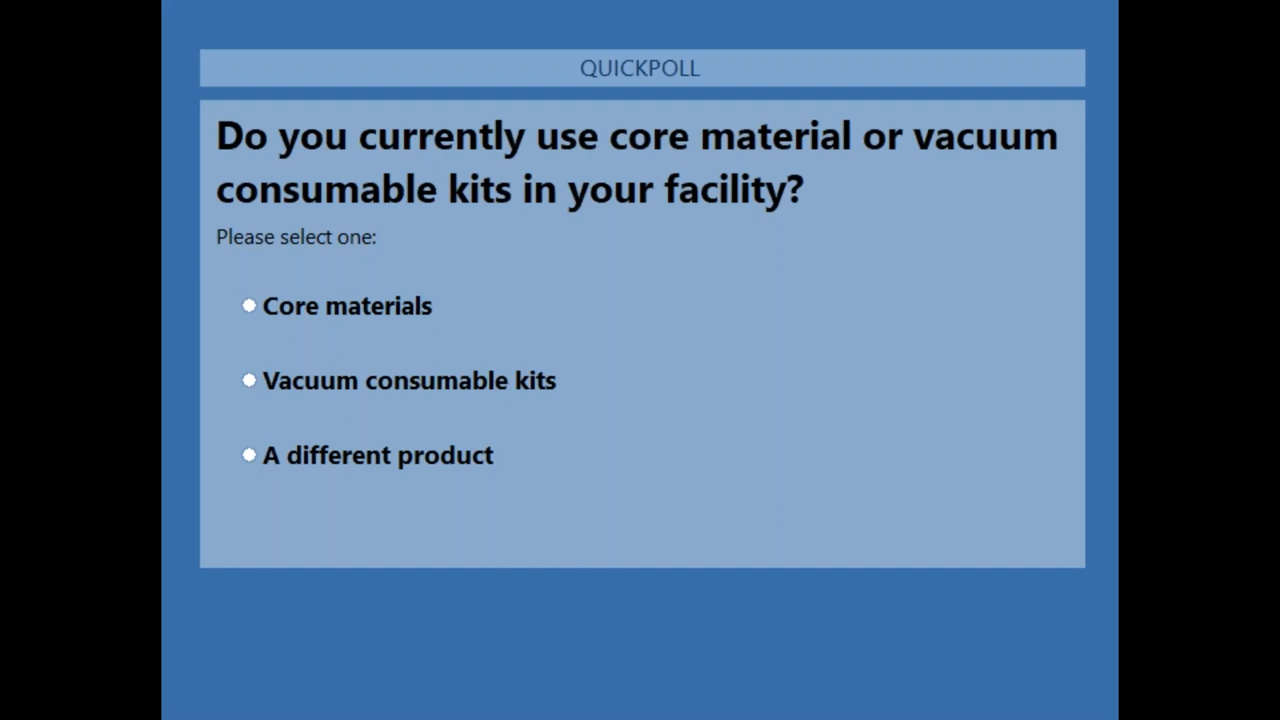 QUICKPOLL
Do you currently use core material or vacuum
consumable kits in your facility?
Please select one:
Core materials
Vacuum consumable kits
A different product